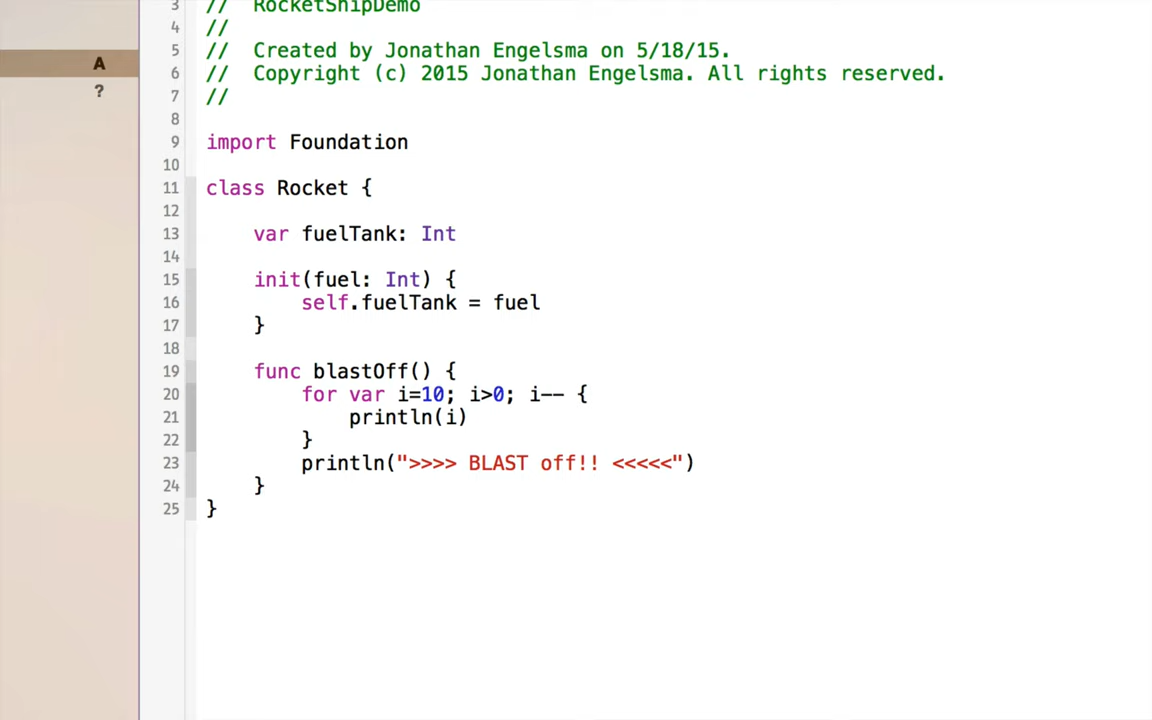 A
?
3 // RocketShipDemo
4 //
5 // Created by Jonathan Engelsma on 5/18/15.
6 // Copyright (c) 2015 Jonathan Engelsma. All rights reserved.
7 //
8
9 import Foundation
10
11 class Rocket {
12
13 var fuelTank: Int
14
15 init(fuel: Int) {
16 self.fuelTank = fuel
17 }
18
19 func blastOff() {
20 for var i=10; i>0; i-- {
21 println(i)
22 }
23 println(">>>> BLAST off!! <<<<<")
24 }
25 }